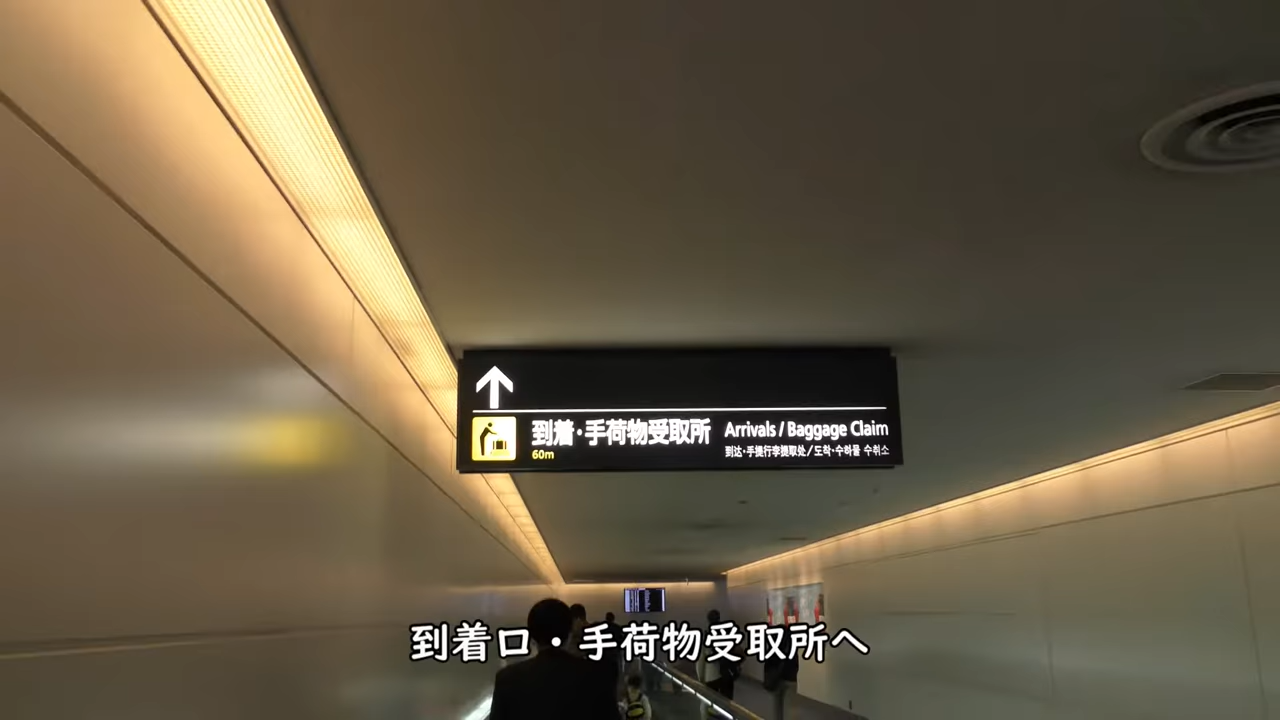 到着・手荷物受取所
60m
Arrivals / Baggage Claim
到达・手提行李提取处/도착・수하물 수취소
到着口・手荷物受取所へ